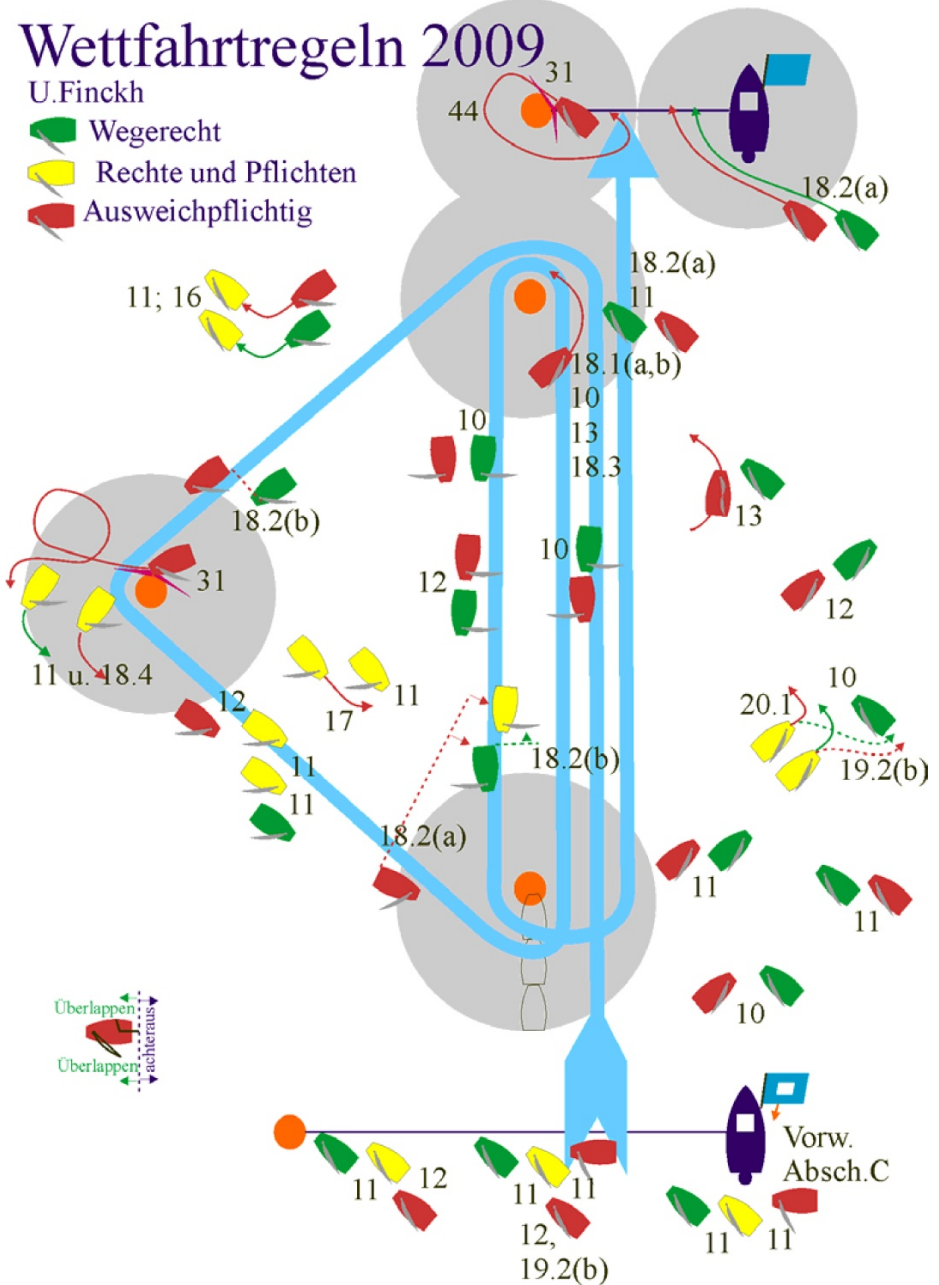 Wettfahrtregeln 2009
U.Finckh
Wegerecht
Rechte und Pflichten
Ausweichpflichtig
31
44
18.2(a)
11; 16
18.2(a)
11
18.1(a,b)
10
13
18.3
10
18.2(b)
13
12
10
12
31
11 u. 18.4
12
17
11
11
11
18.2(b)
20.1
10
19.2(b)
18.2(a)
11
11
10
Überlappen
achteraus
Überlappen
Vorw.
Absch.C
11
12
11
11
12,
19.2(b)
11
11